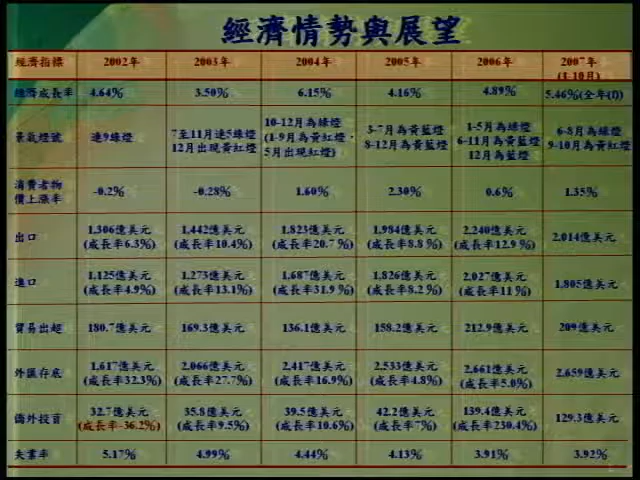 經濟情勢與展望
經濟指標 2002年 2003年 2004年 2005年 2006年 2007年
(1-10月)
經濟成長率 4.64% 3.50% 6.15% 4.16% 4.89% 5.46%(全年(f))
景氣燈號 連9綠燈 7至11月連5綠燈 12月出現黃紅燈 10-12月為綠燈 (1-9月為黃紅燈，5月出現紅燈) 3-7月為黃藍燈 8-12月為黃藍燈 1-5月為綠燈 6-11月為黃藍燈 12月為藍燈 6-8月為綠燈 9-10月為黃紅燈
消費者物價上漲率 -0.2% -0.28% 1.60% 2.30% 0.6% 1.35%
出口 1,306億美元 (成長率6.3%) 1,442億美元 (成長率10.4%) 1,823億美元 (成長率20.7%) 1,984億美元 (成長率8.8%) 2,240億美元 (成長率12.9%) 2,014億美元
進口 1,125億美元 (成長率4.9%) 1,273億美元 (成長率13.1%) 1,687億美元 (成長率31.9%) 1,826億美元 (成長率8.2%) 2,027億美元 (成長率11%) 1,805億美元
貿易出超 180.7億美元 169.3億美元 136.1億美元 158.2億美元 212.9億美元 209億美元
外匯存底 1,617億美元 (成長率32.3%) 2,066億美元 (成長率27.7%) 2,417億美元 (成長率16.9%) 2,533億美元 (成長率4.8%) 2,661億美元 (成長率5.0%) 2,659億美元
僑外投資 32.7億美元 (成長率-36.2%) 35.8億美元 (成長率9.5%) 39.5億美元 (成長率10.6%) 42.2億美元 (成長率7%) 139.4億美元 (成長率230.4%) 129.3億美元
失業率 5.17% 4.99% 4.44% 4.13% 3.91% 3.92%